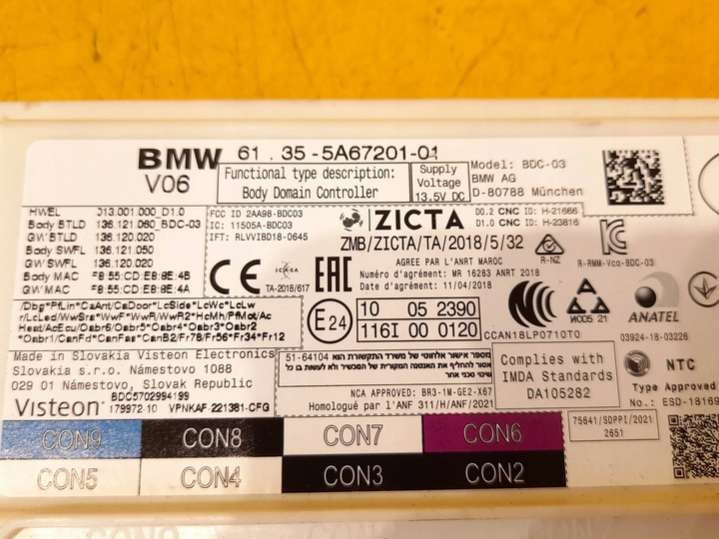 BMW 61.35-5A67201-01
V06
Functional type description:
Body Domain Controller
Supply
Voltage
13.5V DC
Model: BDC-03
BMW AG
D-80788 München
HWEL 013.001.000_D1.0
Body BTLD 136.121.060_BDC-03
GW BTLD 136.120.020
Body SWFL 136.121.050
GW SWFL 136.120.020
Body MAC F8:55:CD:E8:8E:4B
GW MAC F8:55:CD:E8:8E:4A
FCC ID 2AA98-BDC03
IC: 11505A-BDC03
IFT: RLVVIBD18-0645
ZICTA
ZMB/ZICTA/TA/2018/5/32
00.2 CNC ID: H-21666
01.0 CNC ID: H-23816
R-NZ
R-RMM-Vco-BDC-03
CE
TA-2018/617
EAC
AGREE PAR L'ANRT MAROC
Numéro d'agrément: MR 16283 ANRT 2018
Date d'agrément: 11/04/2018
/Dbg*PfLin*CaAnt/CaDoor*LcSide*LcWc*LcLw
r/LcLed/WwSra*WwF*WwR/WwR2*HcMh/PfMot/Ac
Heat/AcEcu/Oabr6/Oabr5*Oabr4*Oabr3*Oabr2
*Oabr1/CanFd*CanFas*CanB2/Fr78/Fr56*Fr34*Fr12
E24
10 05 2390
116I 00 0120
CCAN18LP0710T0
ANATEL
03924-18-03226
Made in Slovakia Visteon Electronics
Slovakia s.r.o. Námestovo 1088
029 01 Námestovo, Slovak Republic
BDC5702994199
Visteon 179972-10 VPNKAF-221381-CFG
51-64104 מספר אישור אלחוטי של משרד התקשורת הוא
NCA APPROVED: BR3-1M-GE2-X67
Homologué par l'ANF 311/H/ANF/2021
Complies with
IMDA Standards
DA105282
NTC
Type Approved
No.: ESD-18169
75641/SDPPI/2021
2651
CON9 CON8 CON7 CON6
CON5 CON4 CON3 CON2